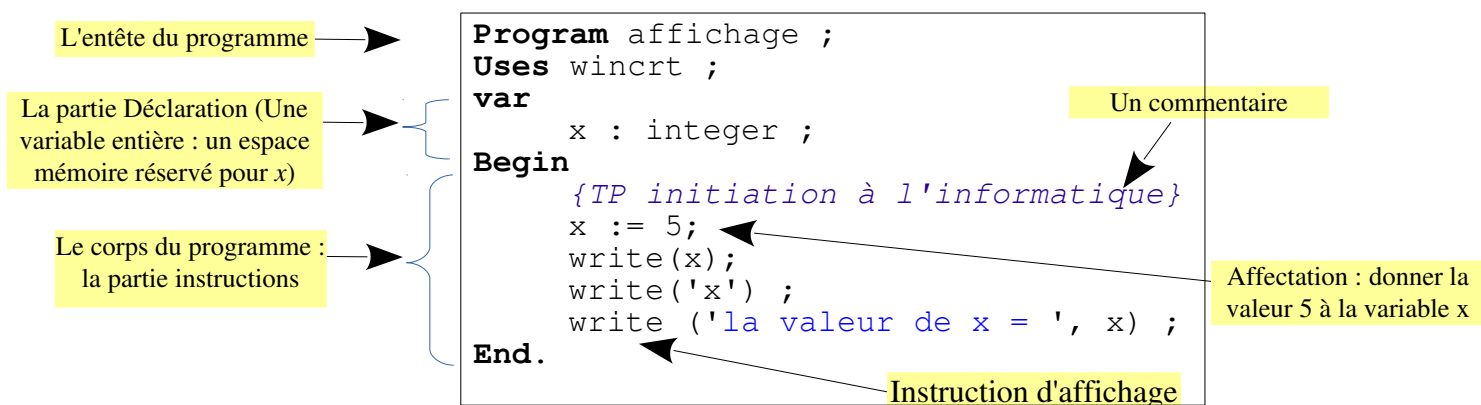 L'entête du programme
La partie Déclaration (Une
variable entière : un espace
mémoire réservé pour x)
Le corps du programme :
la partie instructions
Program affichage ;
Uses wincrt ;
var
x : integer ;
Begin
{TP initiation à l'informatique}
x := 5;
write(x);
write('x') ;
write ('la valeur de x = ', x) ;
End.
Un commentaire
Affectation : donner la
valeur 5 à la variable x
Instruction d'affichage